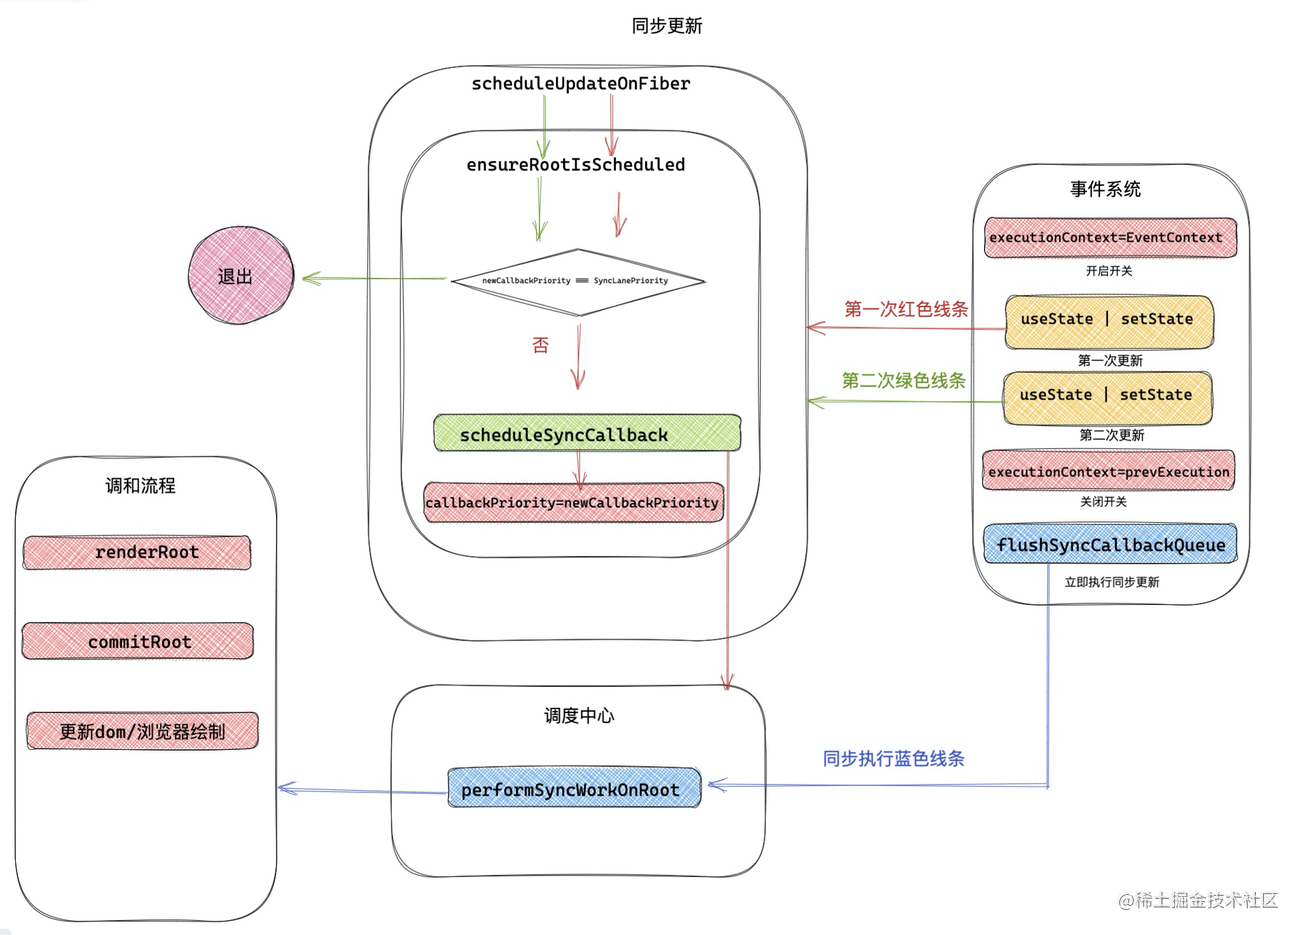 同步更新
scheduleUpdateOnFiber
ensureRootIsScheduled
newCallbackPriority === SyncLanePriority
退出
否
scheduleSyncCallback
callbackPriority=newCallbackPriority
事件系统
executionContext=EventContext
开启开关
useState | setState
第一次更新
useState | setState
第二次更新
executionContext=prevExecution
关闭开关
flushSyncCallbackQueue
立即执行同步更新
第一次红色线条
第二次绿色线条
调和流程
renderRoot
commitRoot
更新dom/浏览器绘制
调度中心
performSyncWorkOnRoot
同步执行蓝色线条
@稀土掘金技术社区